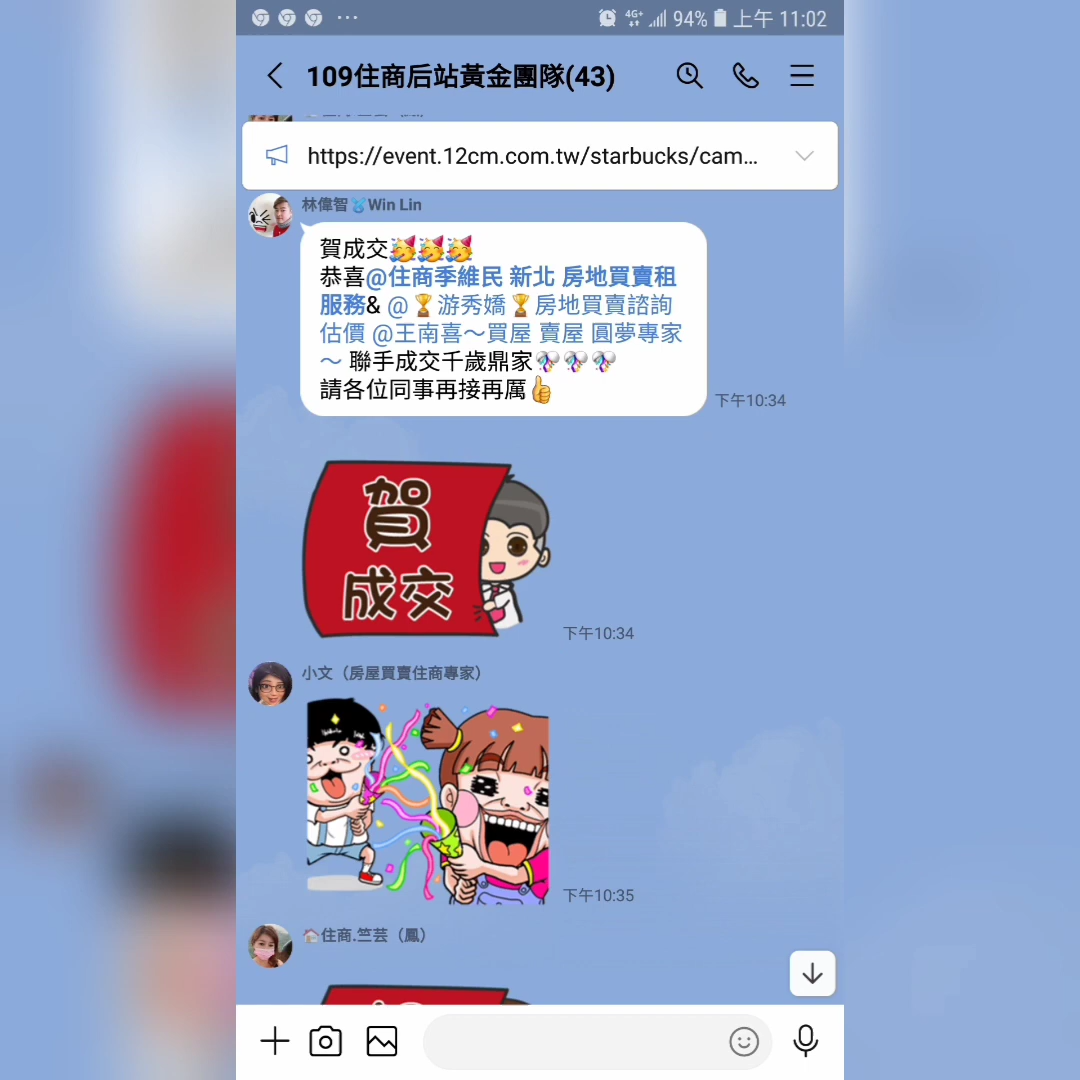 94% 上午 11:02
109住商后站黃金團隊(43)
https://event.12cm.com.tw/starbucks/cam...
林偉智 Win Lin
賀成交
恭喜@住商季維民 新北 房地買賣租
服務& @ 游秀嬌 房地買賣諮詢
估價 @王南喜～買屋 賣屋 圓夢專家
～ 聯手成交千歲鼎家
請各位同事再接再厲
下午10:34
賀
成交
下午10:34
小文（房屋買賣住商專家）
下午10:35
住商.竺芸（鳳）